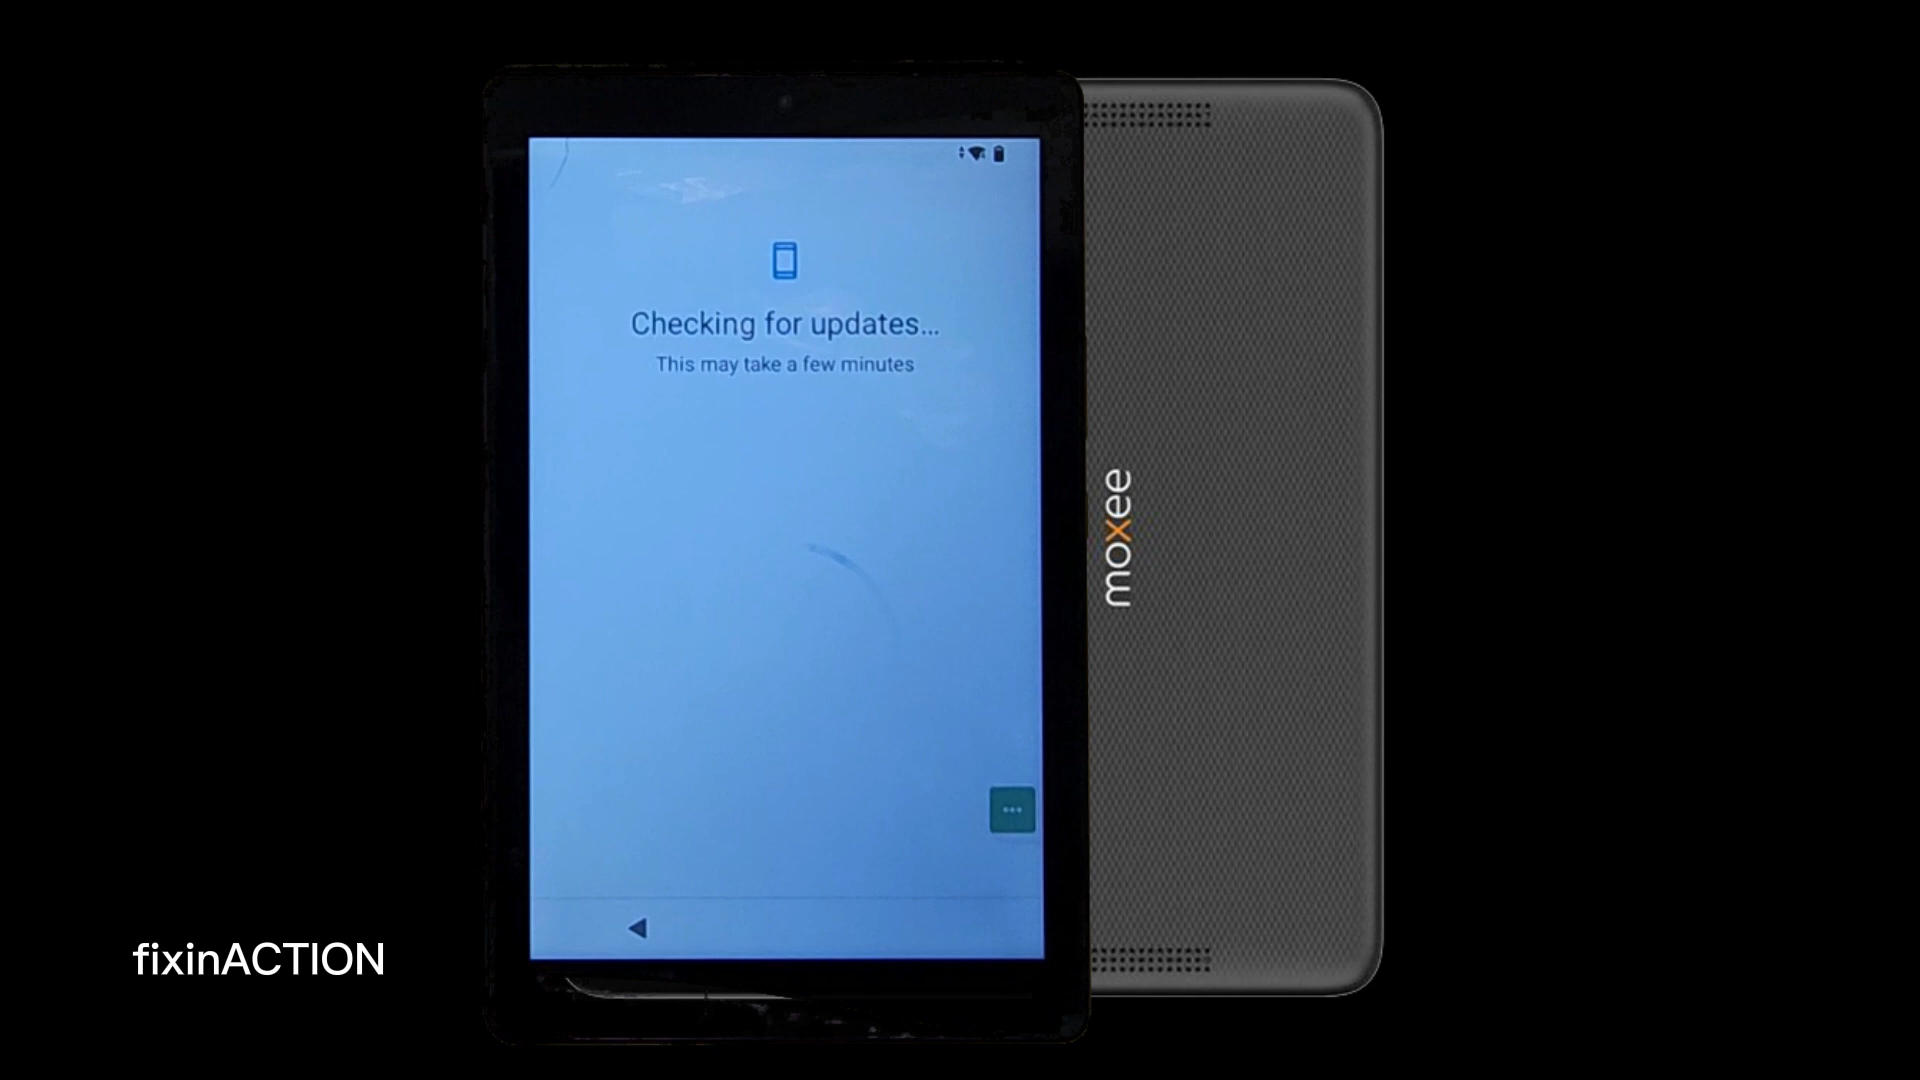 Checking for updates...
This may take a few minutes
moxee
fixinACTION